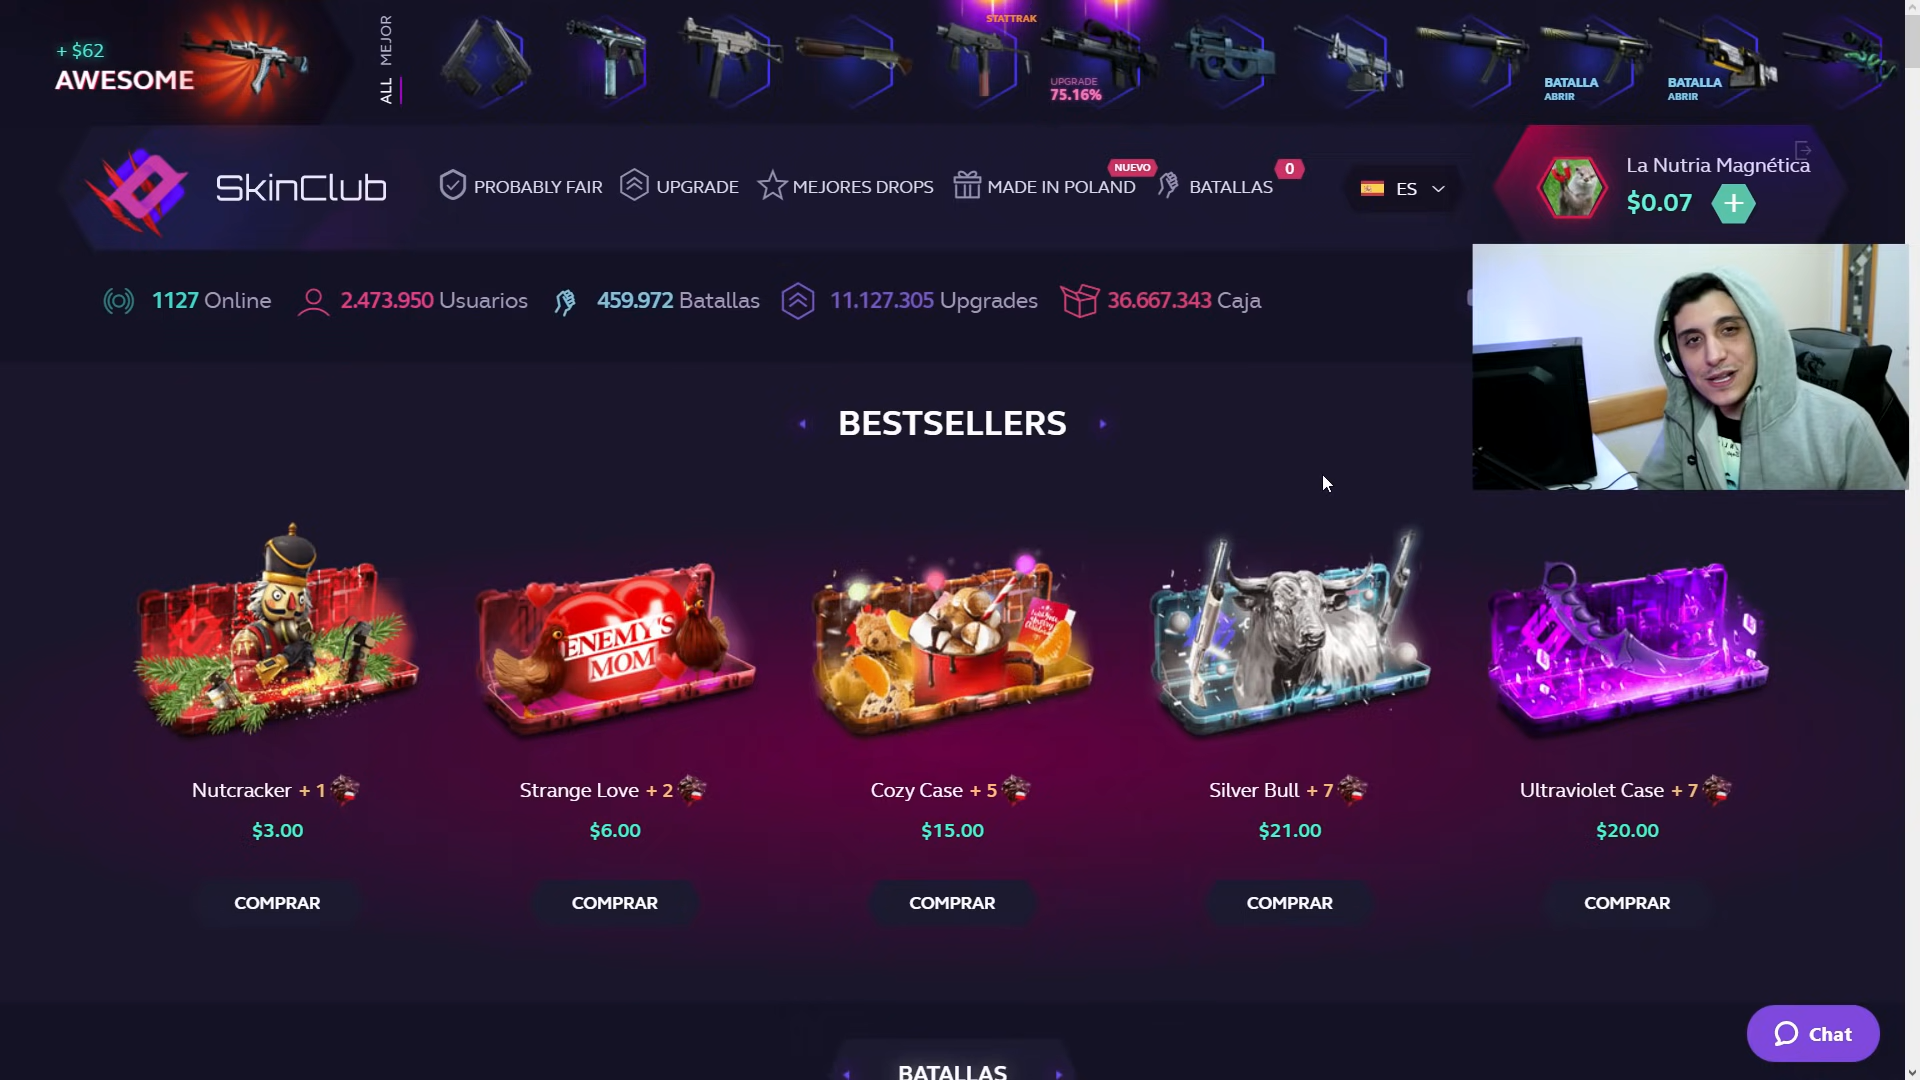 + $62
AWESOME
ALL MEJOR
STATTRAK
UPGRADE
75.16%
BATALLA
ABRIR
BATALLA
ABRIR
SkinClub
PROBABLY FAIR
UPGRADE
MEJORES DROPS
MADE IN POLAND
NUEVO
BATALLAS
0
ES
La Nutria Magnética
$0.07
1127 Online
2.473.950 Usuarios
459.972 Batallas
11.127.305 Upgrades
36.667.343 Caja
BESTSELLERS
ENEMY'S
MOM
Nutcracker + 1
$3.00
COMPRAR
Strange Love + 2
$6.00
COMPRAR
Cozy Case + 5
$15.00
COMPRAR
Silver Bull + 7
$21.00
COMPRAR
Ultraviolet Case + 7
$20.00
COMPRAR
Chat
BATALLAS